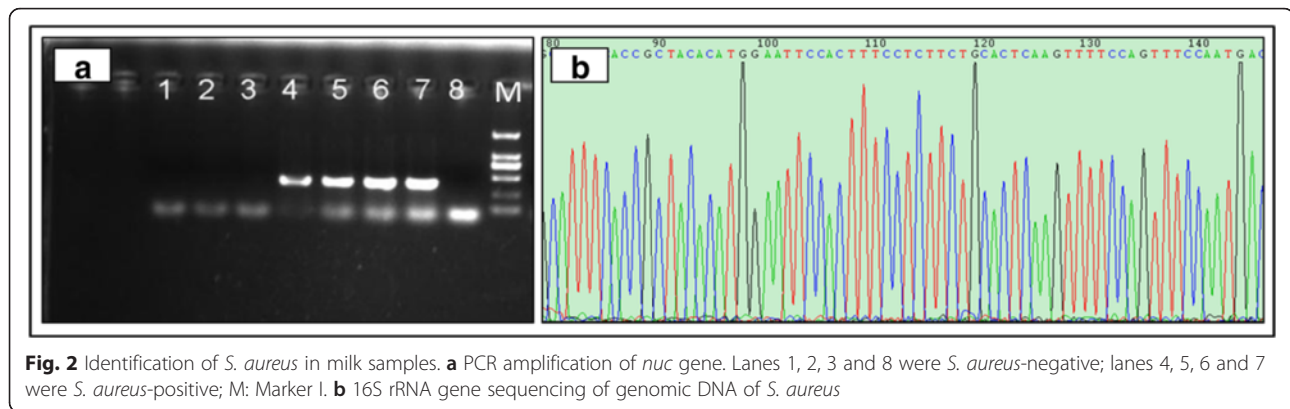 a
1 2 3 4 5 6 7 8 M
80 90 100 110 120 130 140
b
ACCGCTACACATGGAATTCCACTTTCCTCTTCTGCACTCAAGTTTTCCAGTTTCCAATGAC
Fig. 2 Identification of S. aureus in milk samples. a PCR amplification of nuc gene. Lanes 1, 2, 3 and 8 were S. aureus-negative; lanes 4, 5, 6 and 7
were S. aureus-positive; M: Marker I. b 16S rRNA gene sequencing of genomic DNA of S. aureus